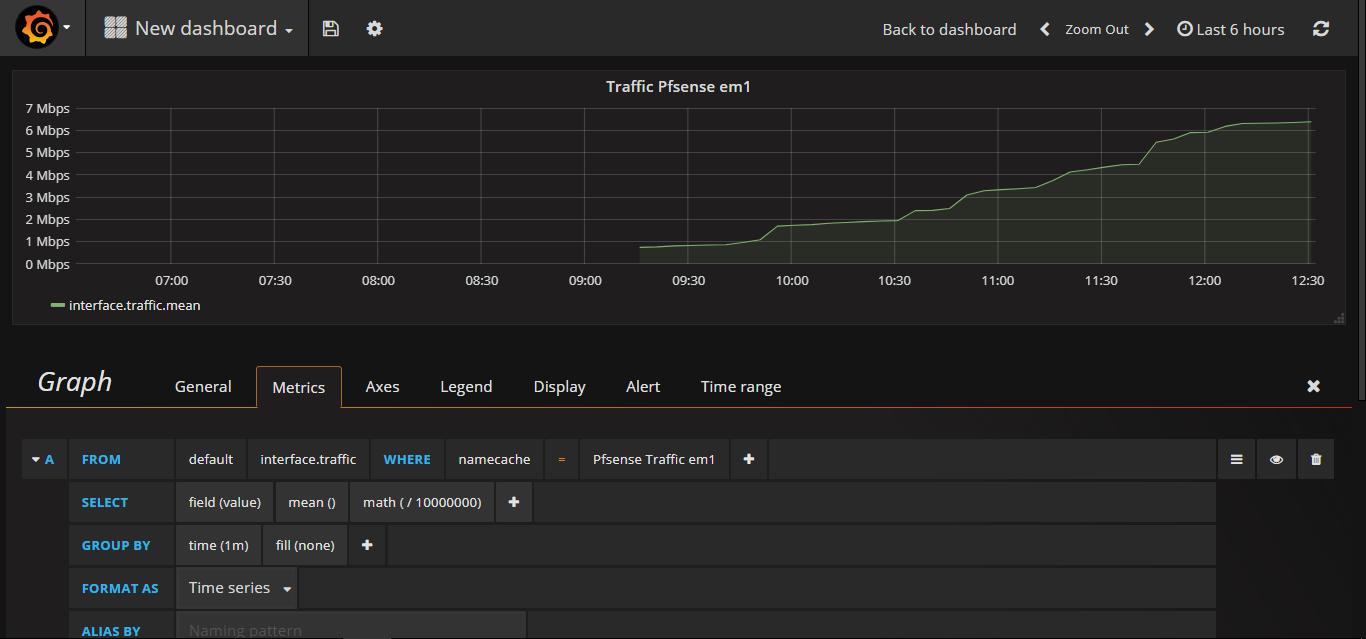 New dashboard
Back to dashboard Zoom Out Last 6 hours
Traffic Pfsense em1
7 Mbps
6 Mbps
5 Mbps
4 Mbps
3 Mbps
2 Mbps
1 Mbps
0 Mbps
07:00 07:30 08:00 08:30 09:00 09:30 10:00 10:30 11:00 11:30 12:00 12:30
interface.traffic.mean
Graph General Metrics Axes Legend Display Alert Time range
A FROM default interface.traffic WHERE namecache = Pfsense Traffic em1 +
SELECT field (value) mean () math ( / 10000000) +
GROUP BY time (1m) fill (none) +
FORMAT AS Time series
ALIAS BY Naming pattern